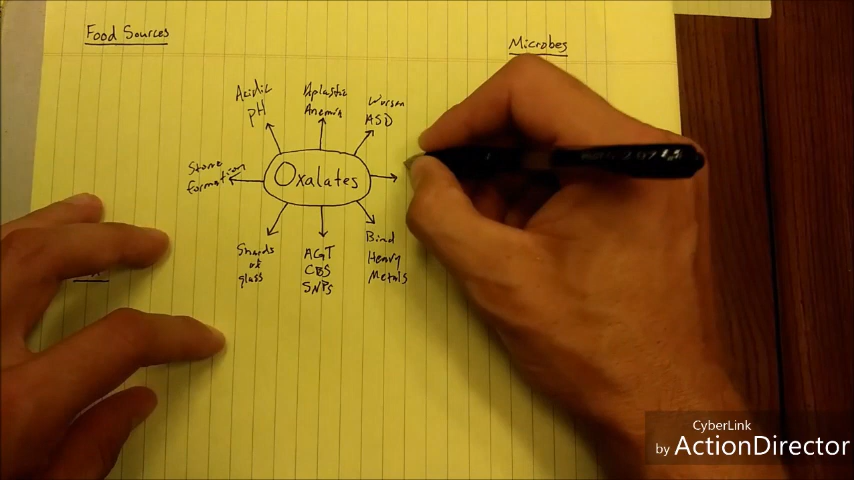 Food Sources
Microbes
Acidic
pH
Aplastic
Anemia
Worsen
ASD
Stone
formation
Oxalates
Shards
of
glass
AGT
CBS
SNPs
Bind
Heavy
Metals
CyberLink
by ActionDirector